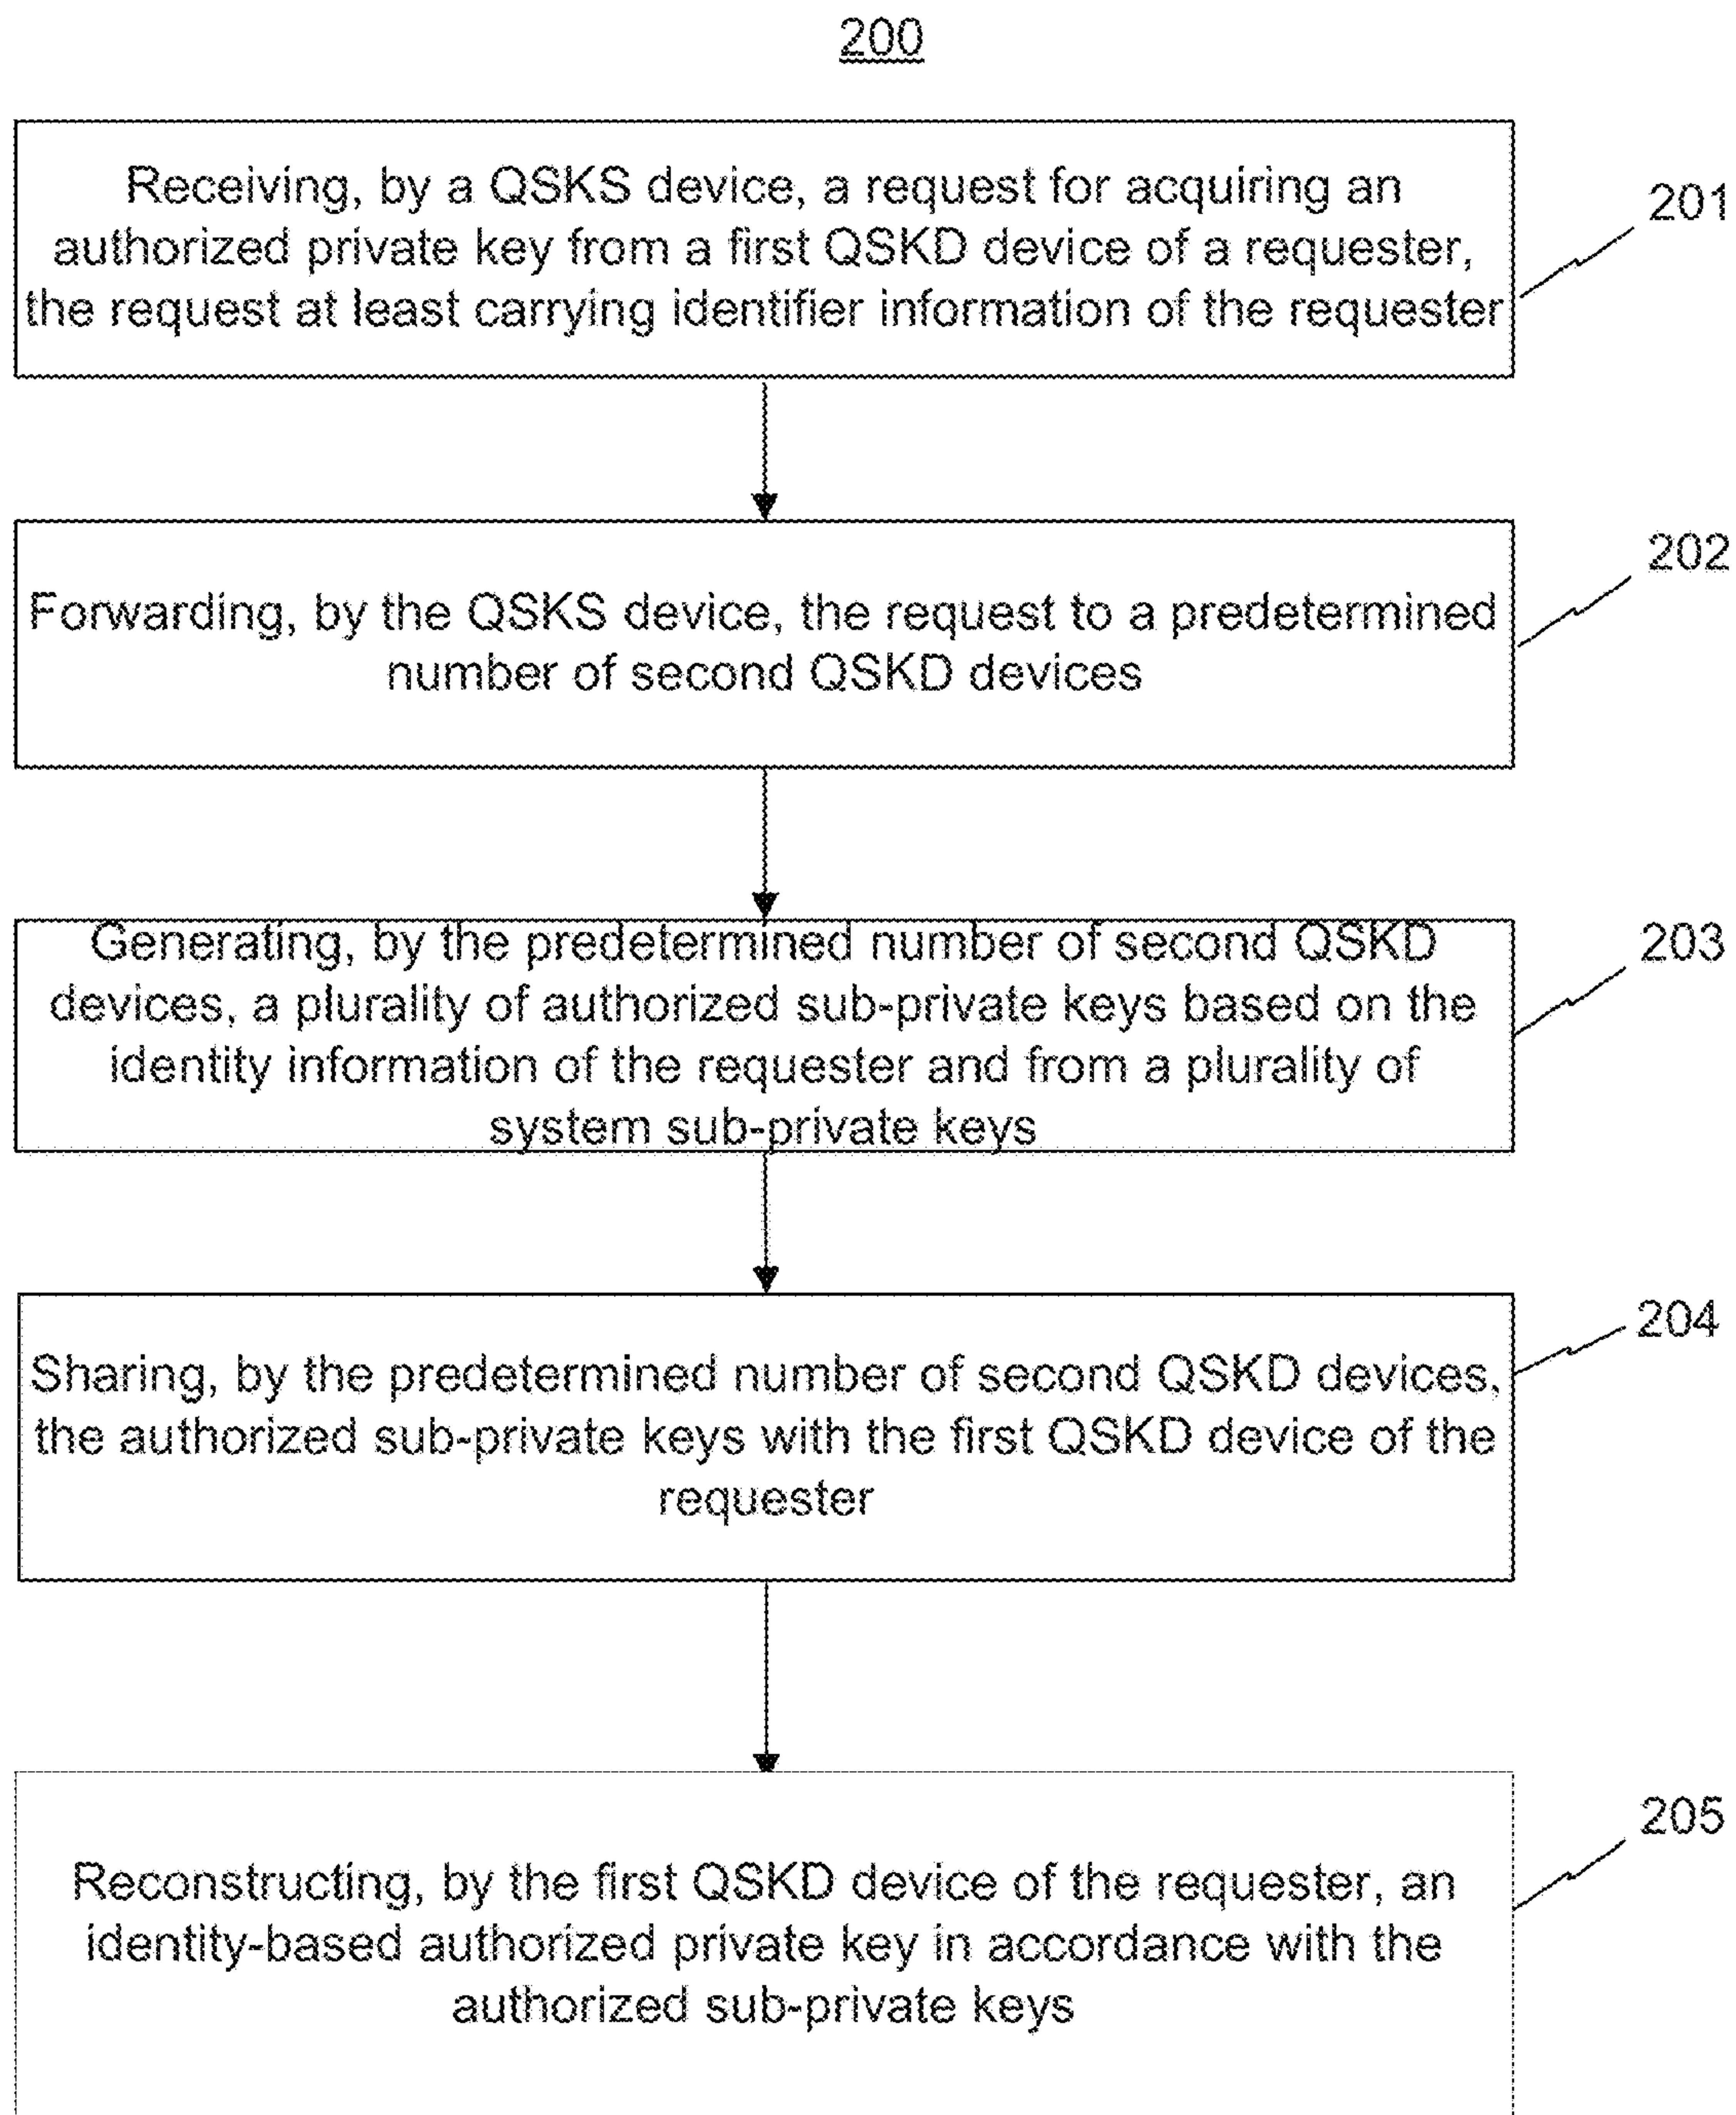 200
Receiving, by a QSKS device, a request for acquiring an
authorized private key from a first QSKD device of a requester,
the request at least carrying identifier information of the requester
201
Forwarding, by the QSKS device, the request to a predetermined
number of second QSKD devices
202
Generating, by the predetermined number of second QSKD
devices, a plurality of authorized sub-private keys based on the
identity information of the requester and from a plurality of
system sub-private keys
203
Sharing, by the predetermined number of second QSKD devices,
the authorized sub-private keys with the first QSKD device of the
requester
204
Reconstructing, by the first QSKD device of the requester, an
identity-based authorized private key in accordance with the
authorized sub-private keys
205